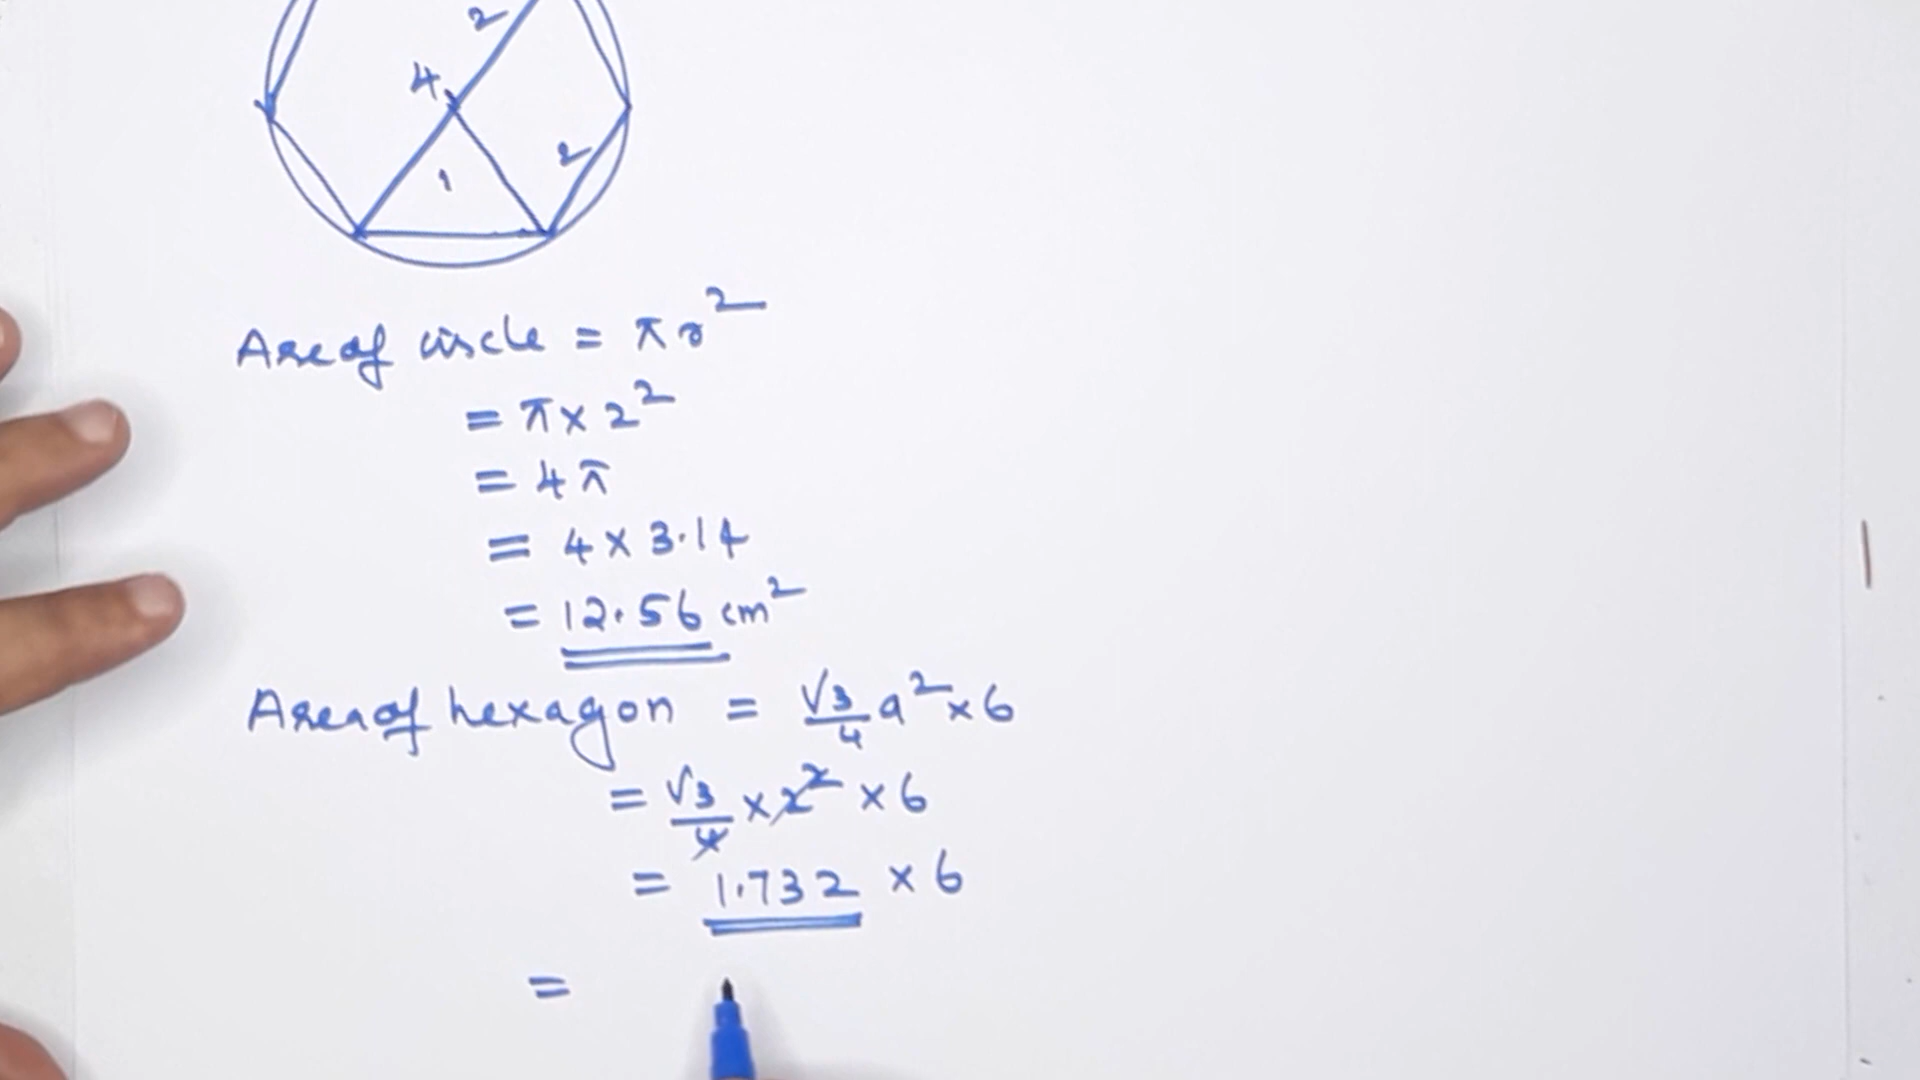 2
4
2
1
Area of circle = πr²
= π × 2²
= 4π
= 4 × 3.14
= 12.56 cm²
Area of hexagon = √3/4 a² × 6
= √3/4 × 2² × 6
= 1.732 × 6
=